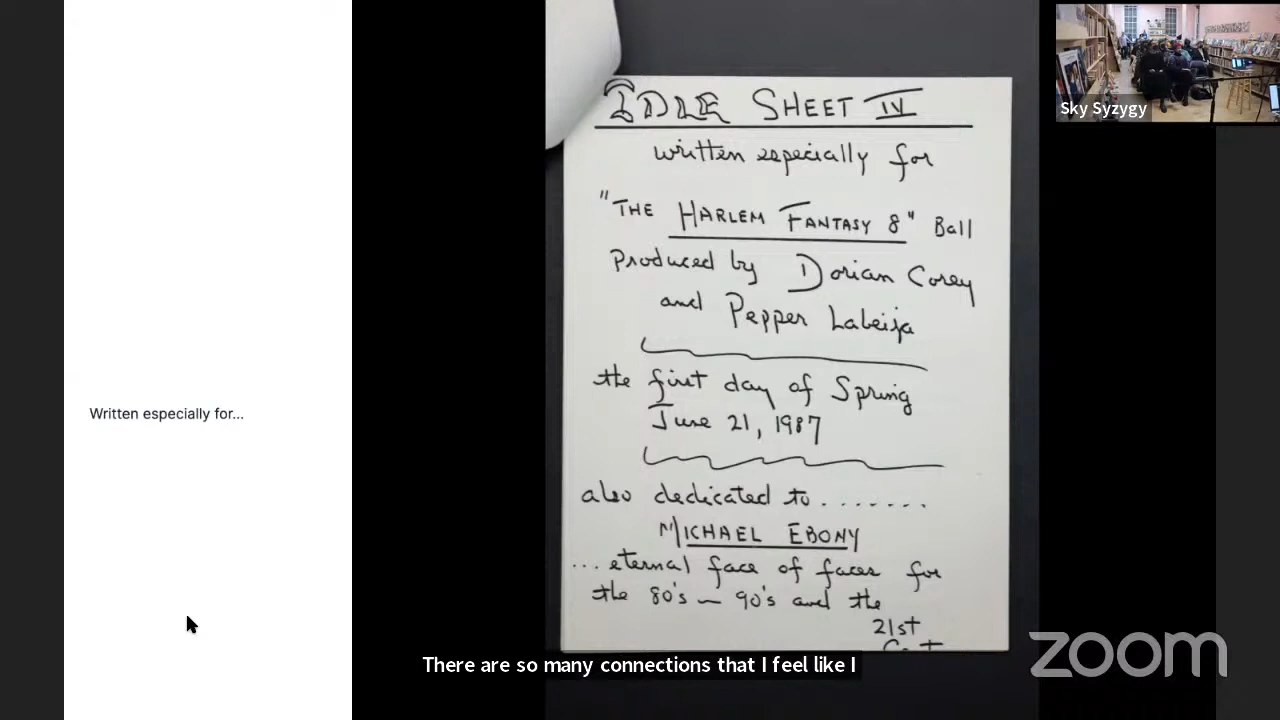 IDLE SHEET IV
written especially for
"THE HARLEM FANTASY 8" Ball
Produced by Dorian Corey
and Pepper Labeija
the first day of Spring
June 21, 1987
also dedicated to .......
MICHAEL EBONY
... eternal face of faces for
the 80's – 90's and the
21st
Written especially for...
Sky Syzygy
There are so many connections that I feel like I
zoom